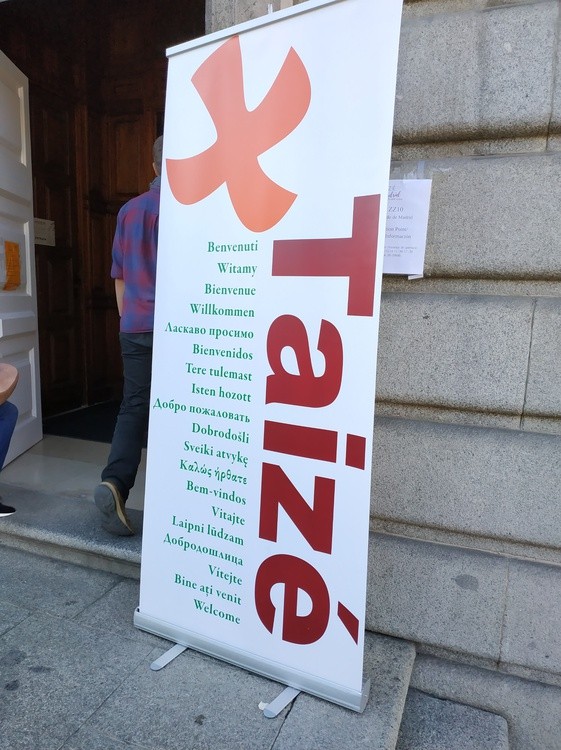 Taizé
Benvenuti
Witamy
Bienvenue
Willkommen
Ласкаво просимо
Bienvenidos
Tere tulemast
Isten hozott
Добро пожаловать
Dobrodošli
Sveiki atvykę
Καλώς ήρθατε
Bem-vindos
Vitajte
Laipni lūdzam
Добродошлица
Vitejte
Bine ați venit
Welcome